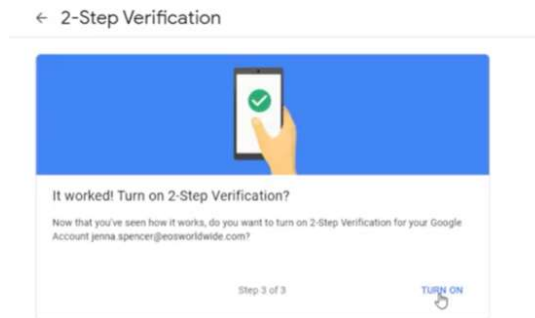 ← 2-Step Verification
It worked! Turn on 2-Step Verification?
Now that you've seen how it works, do you want to turn on 2-Step Verification for your Google
Account jenna.spencer@eosworldwide.com?
Step 3 of 3 TURN ON